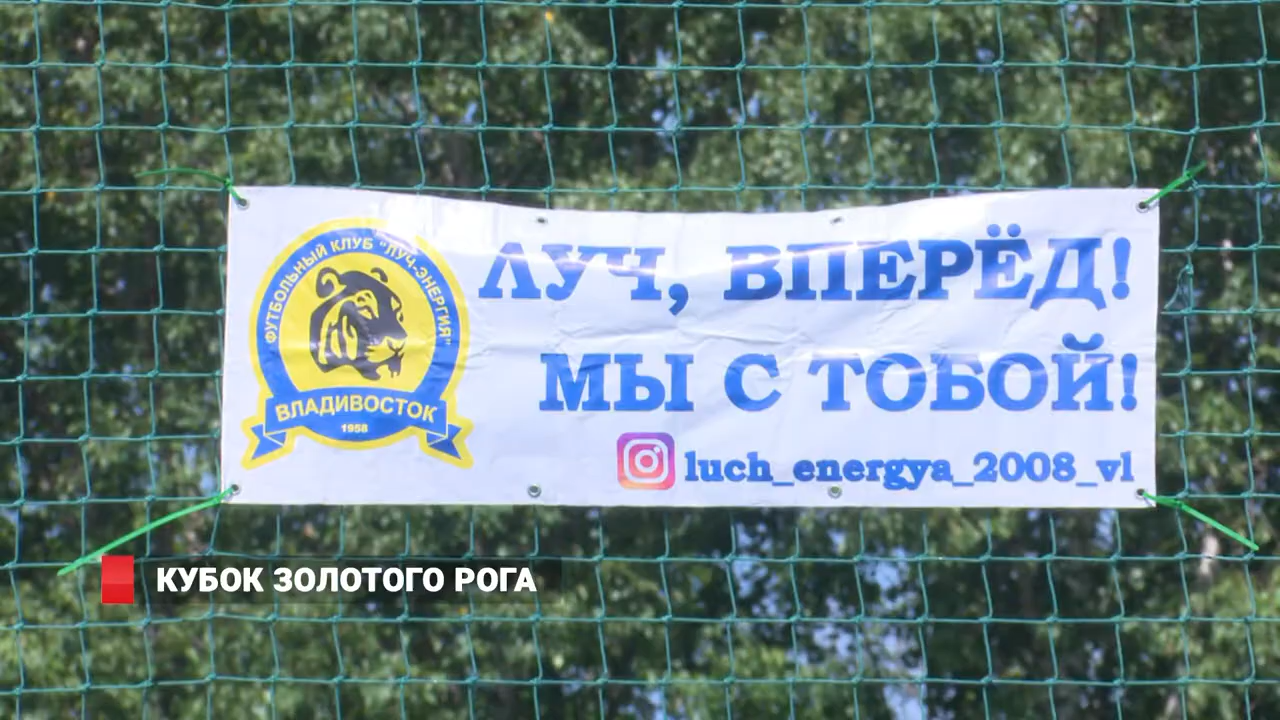 ФУТБОЛЬНЫЙ КЛУБ "ЛУЧ-ЭНЕРГИЯ"
ВЛАДИВОСТОК
1958
ЛУЧ, ВПЕРЁД!
МЫ С ТОБОЙ!
luch_energya_2008_vl
КУБОК ЗОЛОТОГО РОГА